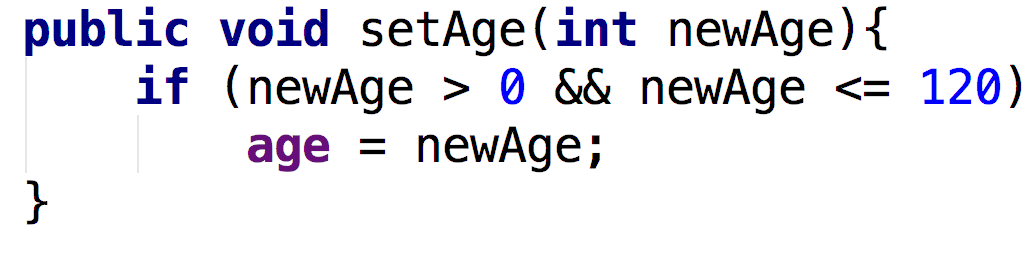 public void setAge(int newAge){
    if (newAge > 0 && newAge <= 120)
        age = newAge;
}